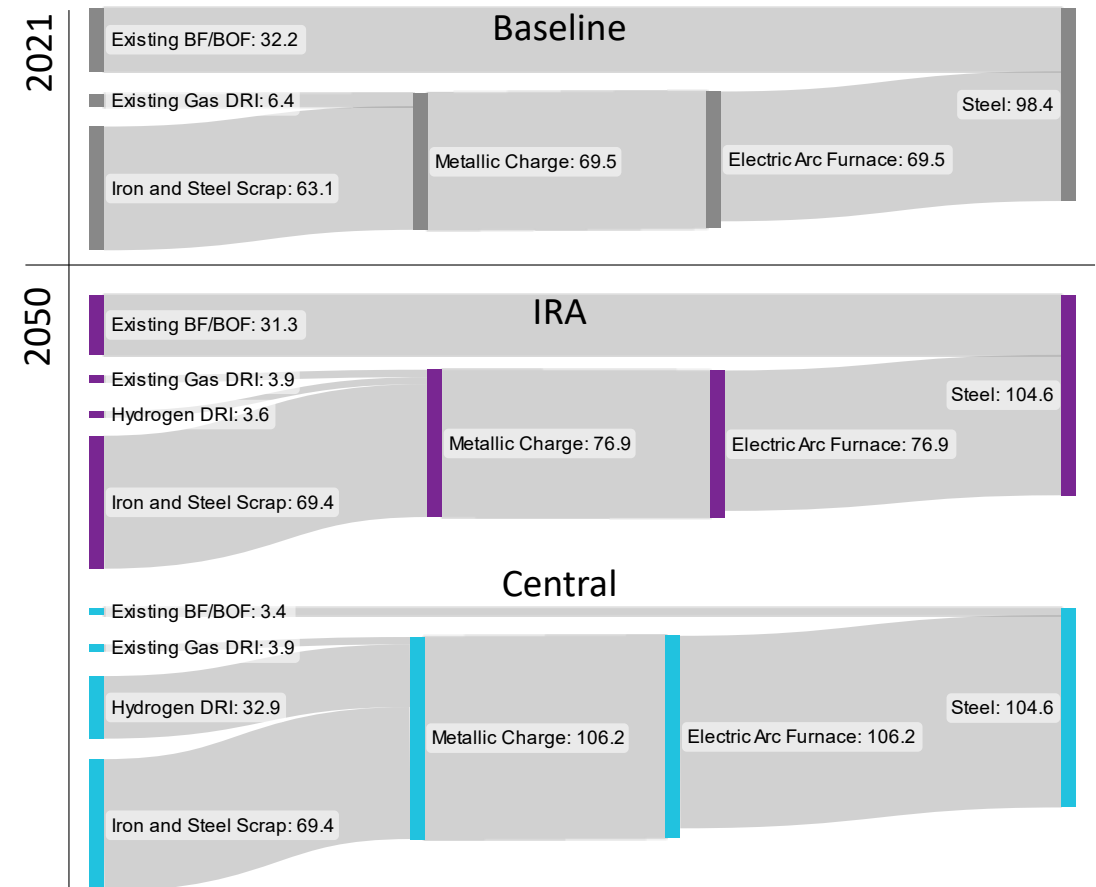 2021
Baseline
Existing BF/BOF: 32.2
Existing Gas DRI: 6.4
Iron and Steel Scrap: 63.1
Metallic Charge: 69.5
Electric Arc Furnace: 69.5
Steel: 98.4
2050
IRA
Existing BF/BOF: 31.3
Existing Gas DRI: 3.9
Hydrogen DRI: 3.6
Iron and Steel Scrap: 69.4
Metallic Charge: 76.9
Electric Arc Furnace: 76.9
Steel: 104.6
Central
Existing BF/BOF: 3.4
Existing Gas DRI: 3.9
Hydrogen DRI: 32.9
Iron and Steel Scrap: 69.4
Metallic Charge: 106.2
Electric Arc Furnace: 106.2
Steel: 104.6